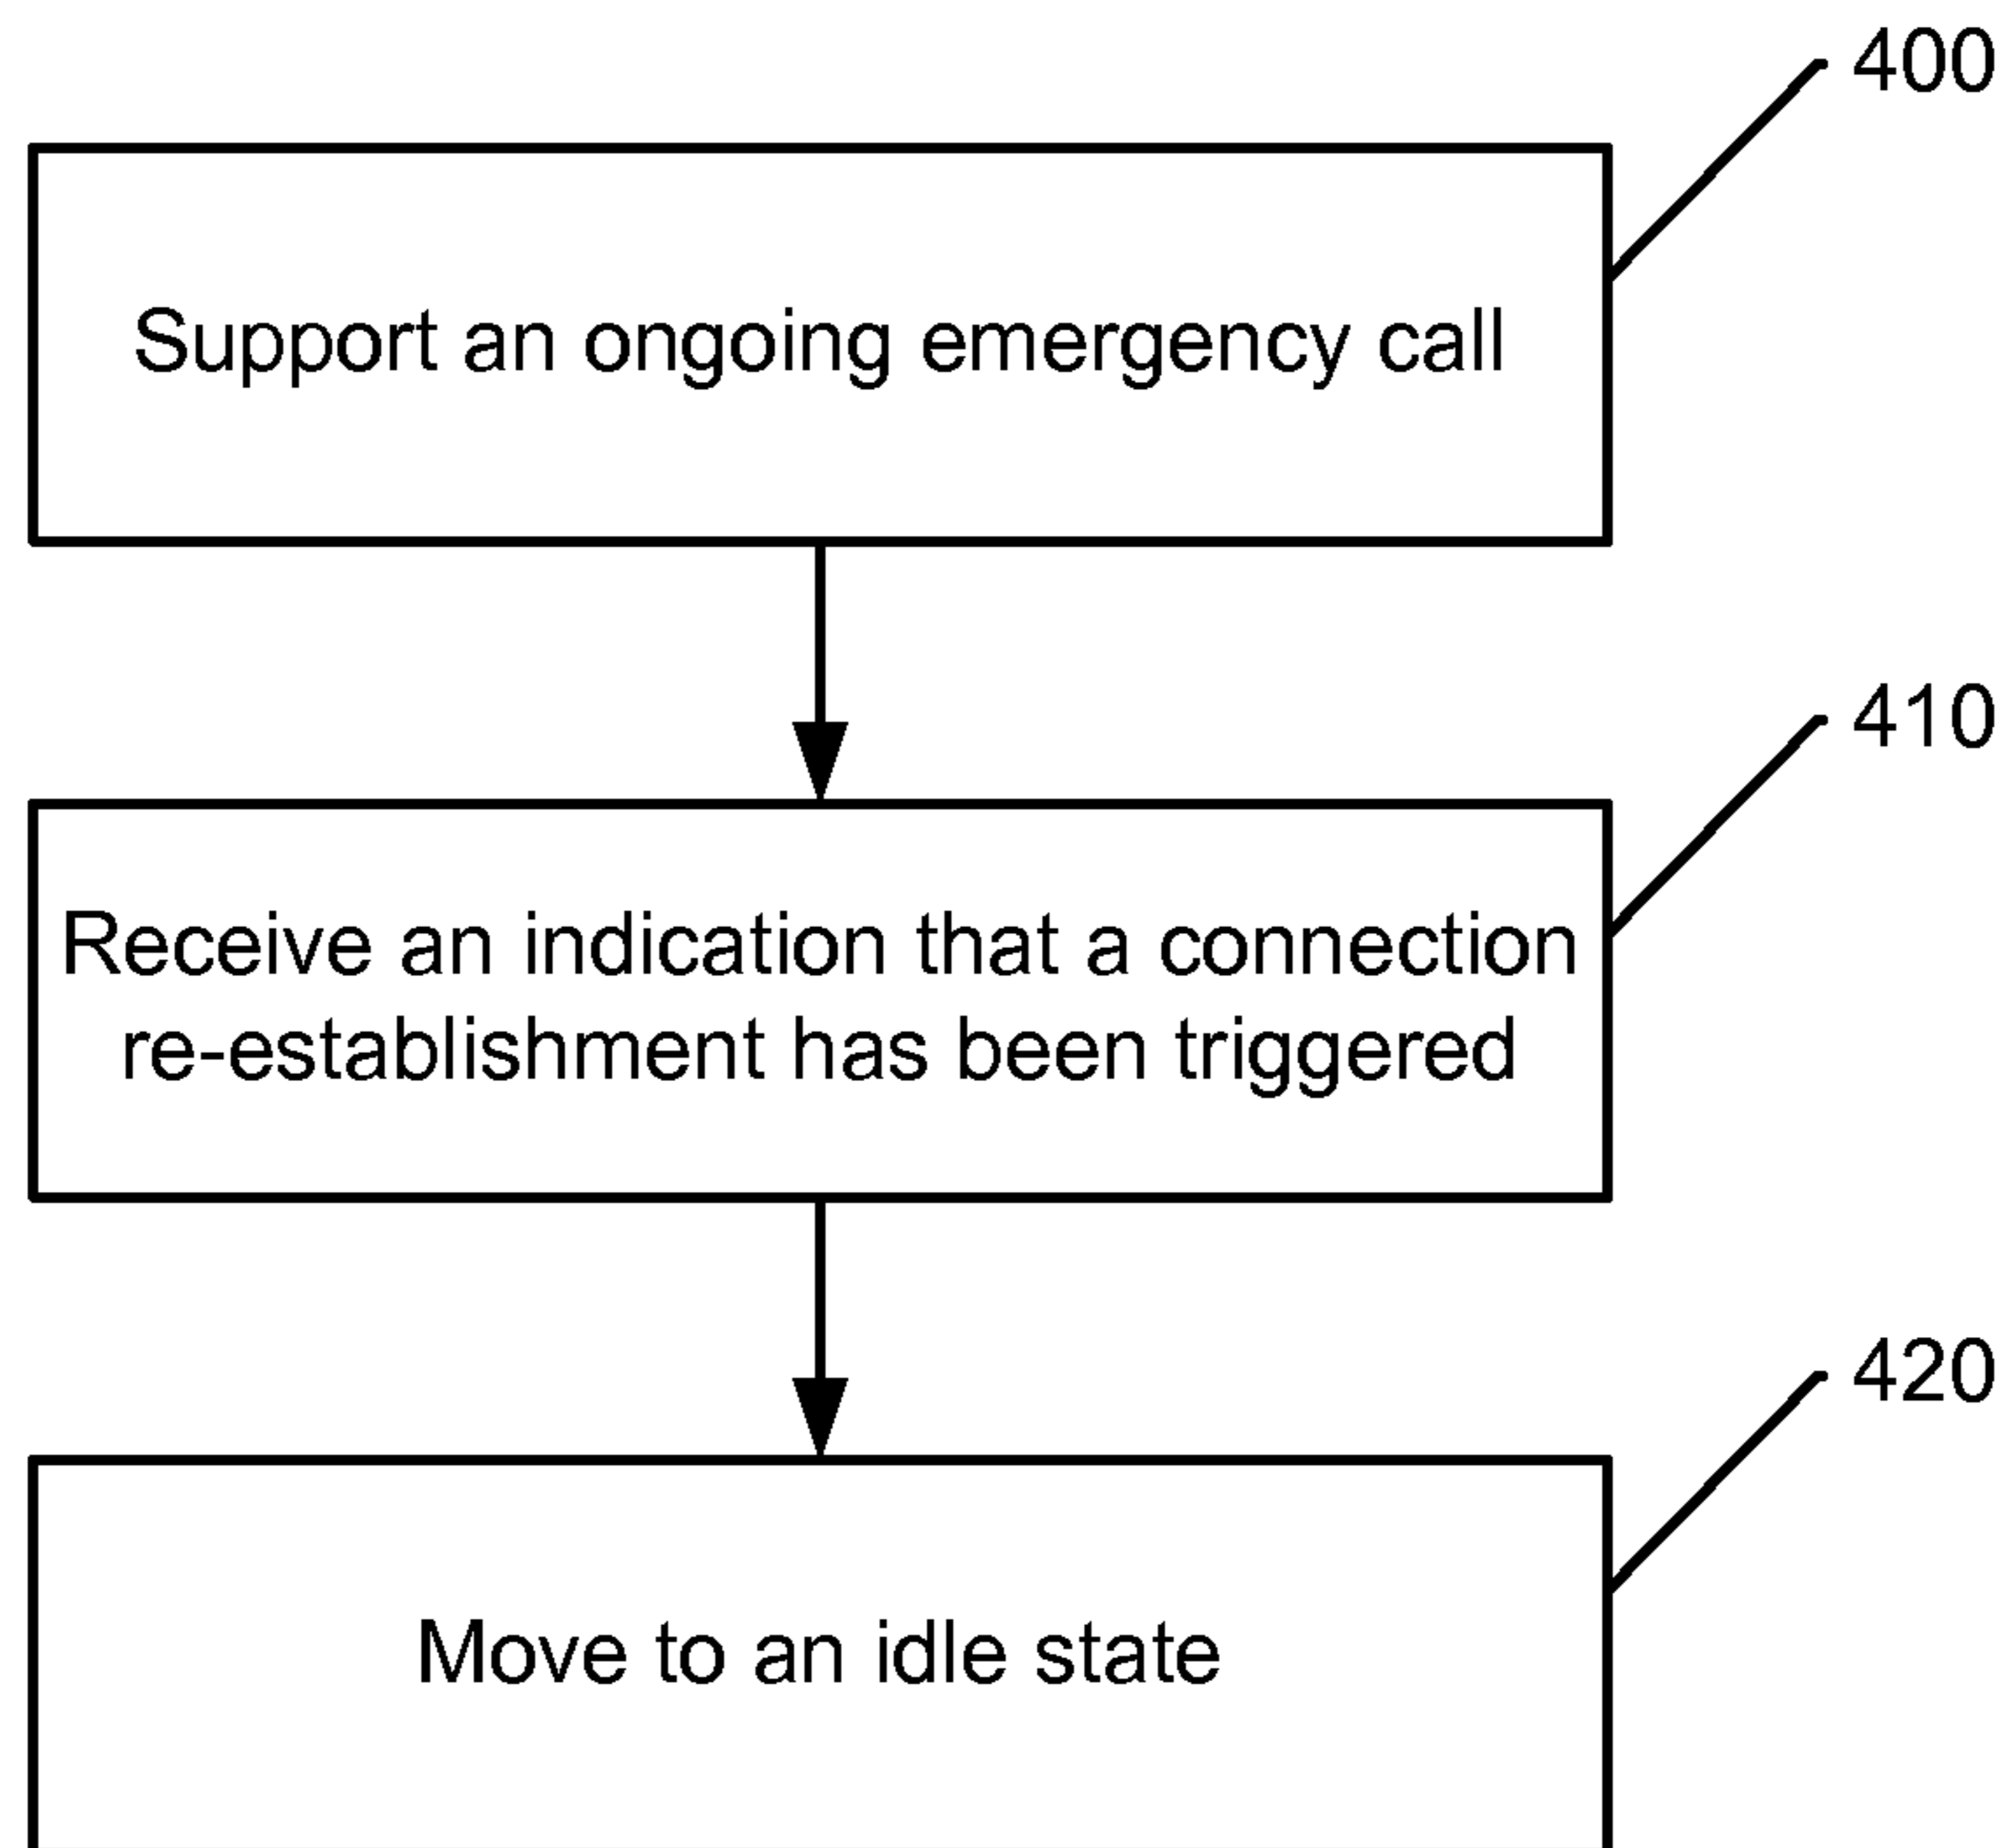 400
Support an ongoing emergency call
410
Receive an indication that a connection
re-establishment has been triggered
420
Move to an idle state